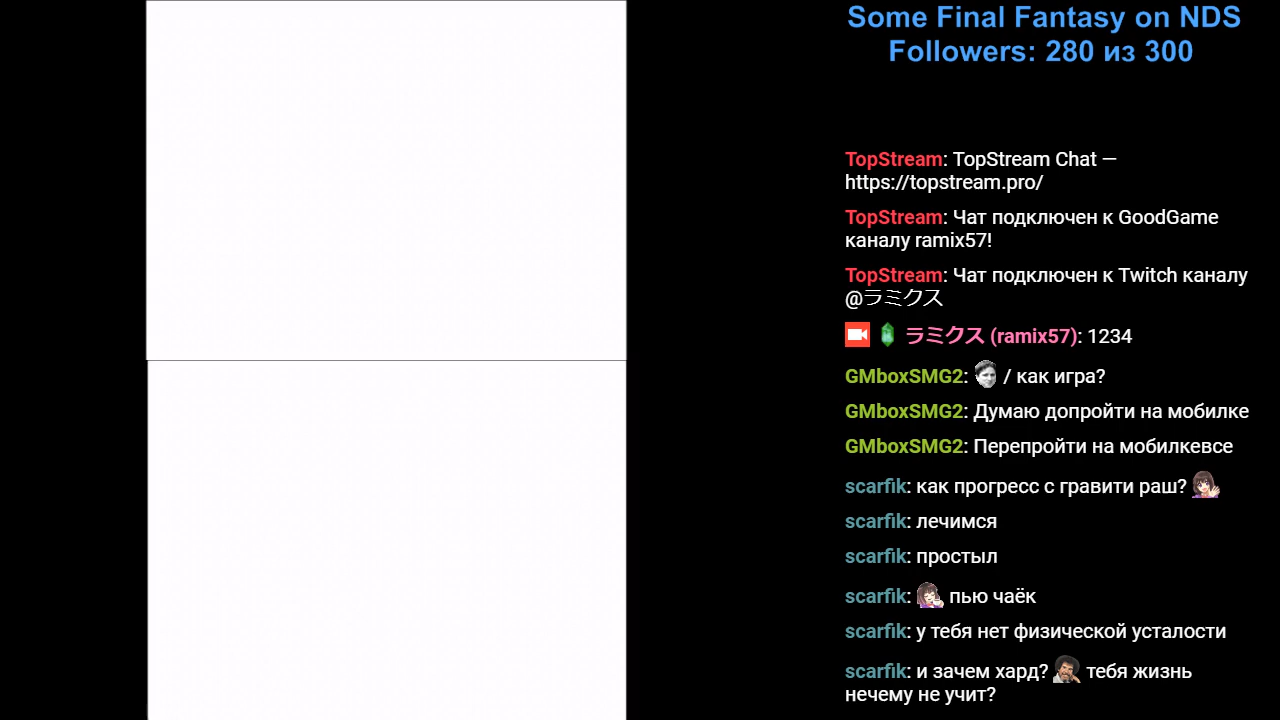 Some Final Fantasy on NDS
Followers: 280 из 300
TopStream: TopStream Chat —
https://topstream.pro/
TopStream: Чат подключен к GoodGame
каналу ramix57!
TopStream: Чат подключен к Twitch каналу
@ラミクス
ラミクス (ramix57): 1234
GMboxSMG2: / как игра?
GMboxSMG2: Думаю допройти на мобилке
GMboxSMG2: Перепройти на мобилкевсе
scarfik: как прогресс с гравити раш?
scarfik: лечимся
scarfik: простыл
scarfik: пью чаёк
scarfik: у тебя нет физической усталости
scarfik: и зачем хард? тебя жизнь
нечему не учит?